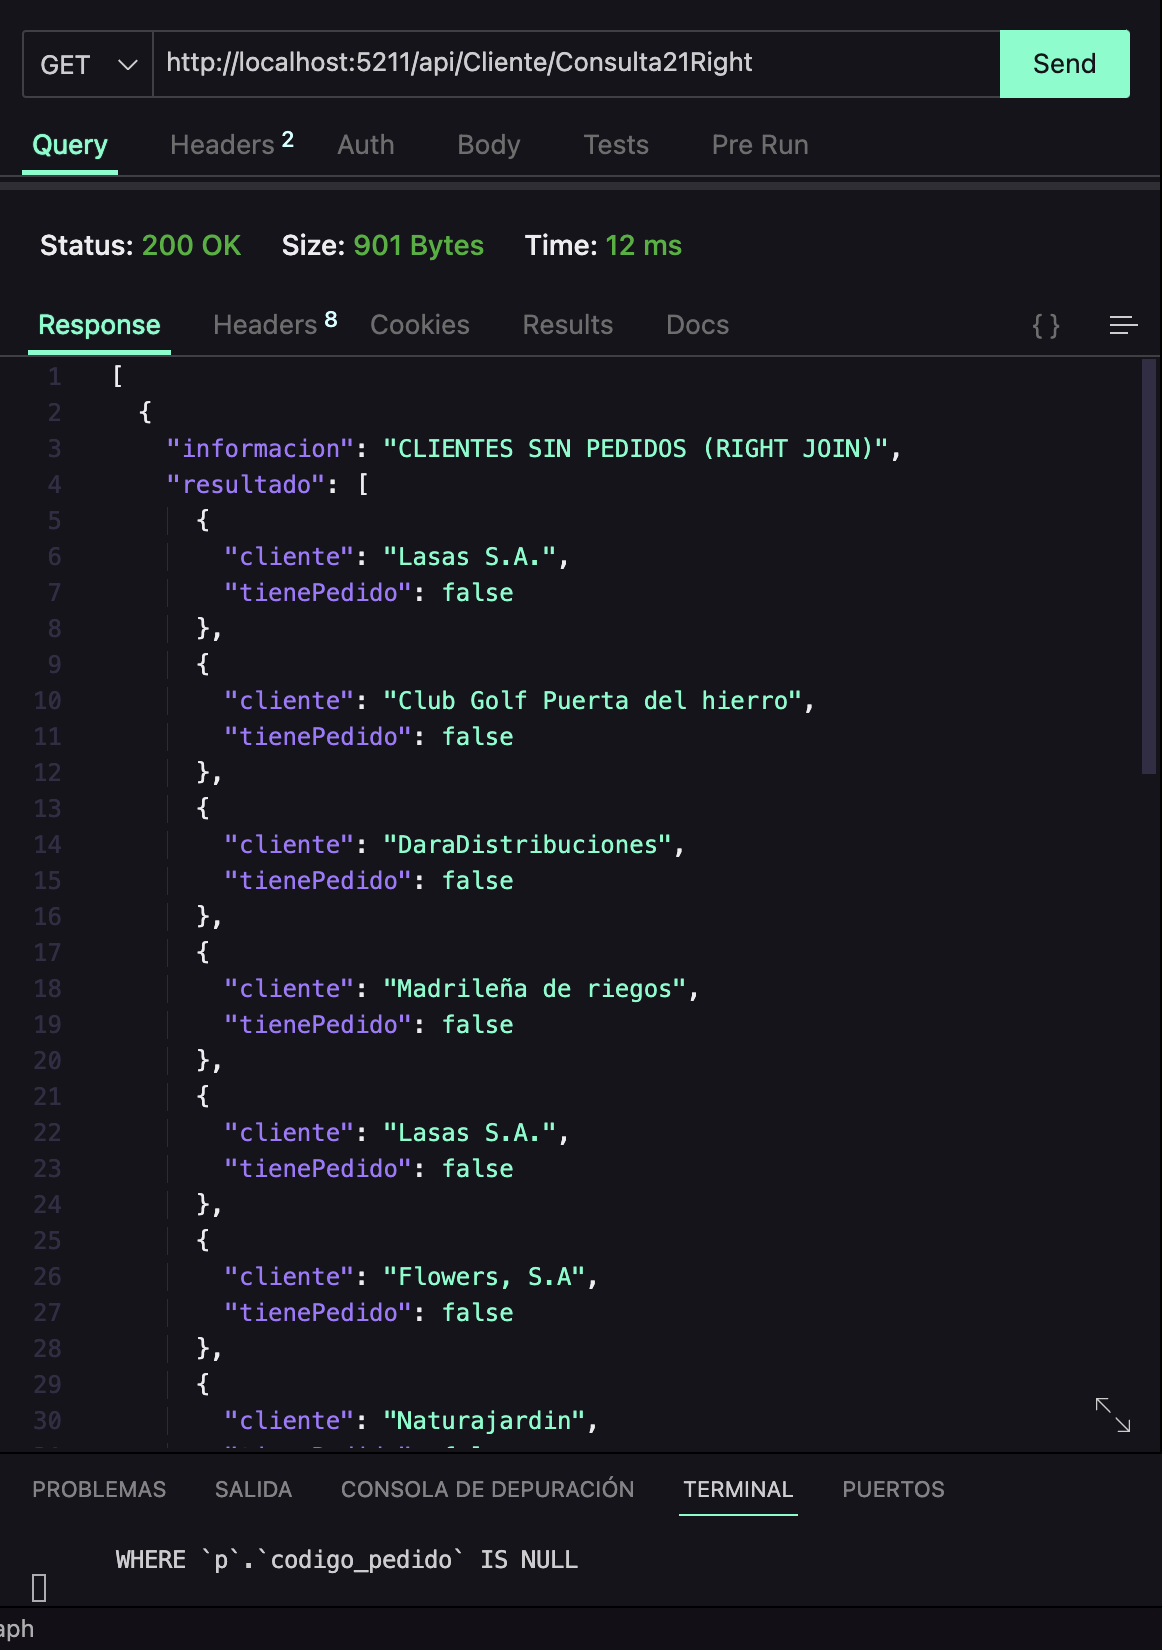 GET http://localhost:5211/api/Cliente/Consulta21Right Send
Query Headers 2 Auth Body Tests Pre Run
Status: 200 OK Size: 901 Bytes Time: 12 ms
Response Headers 8 Cookies Results Docs { }
1 [
2 {
3 "informacion": "CLIENTES SIN PEDIDOS (RIGHT JOIN)",
4 "resultado": [
5 {
6 "cliente": "Lasas S.A.",
7 "tienePedido": false
8 },
9 {
10 "cliente": "Club Golf Puerta del hierro",
11 "tienePedido": false
12 },
13 {
14 "cliente": "DaraDistribuciones",
15 "tienePedido": false
16 },
17 {
18 "cliente": "Madrileña de riegos",
19 "tienePedido": false
20 },
21 {
22 "cliente": "Lasas S.A.",
23 "tienePedido": false
24 },
25 {
26 "cliente": "Flowers, S.A",
27 "tienePedido": false
28 },
29 {
30 "cliente": "Naturajardin",
PROBLEMAS SALIDA CONSOLA DE DEPURACIÓN TERMINAL PUERTOS
WHERE `p`.`codigo_pedido` IS NULL
aph